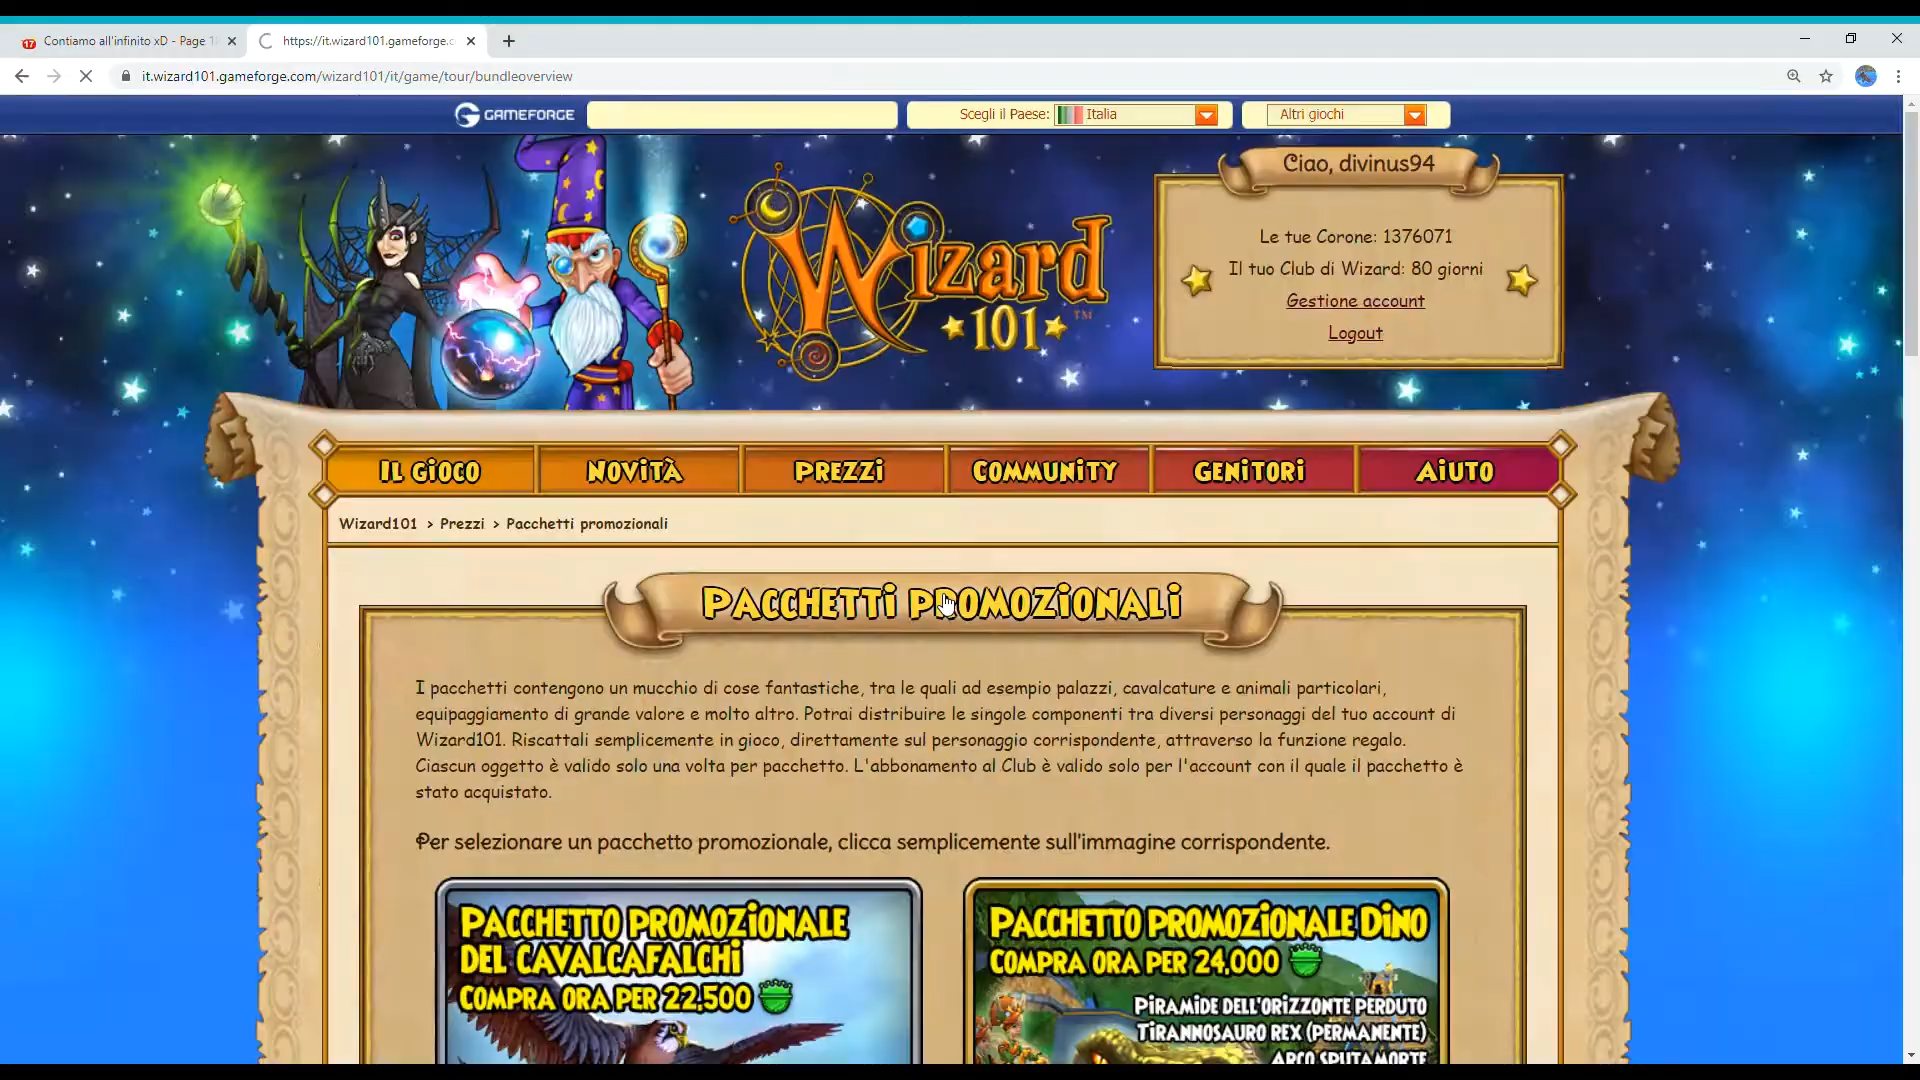 Contiamo all'infinito xD - Page 1
https://it.wizard101.gameforge.c
it.wizard101.gameforge.com/wizard101/it/game/tour/bundleoverview
GAMEFORGE
Scegli il Paese: Italia
Altri giochi
Wizard 101 ™
Ciao, divinus94
Le tue Corone: 1376071
Il tuo Club di Wizard: 80 giorni
Gestione account
Logout
IL GIOCO NOVITÀ PREZZI COMMUNITY GENITORI AIUTO
Wizard101 > Prezzi > Pacchetti promozionali
PACCHETTI PROMOZIONALI
I pacchetti contengono un mucchio di cose fantastiche, tra le quali ad esempio palazzi, cavalcature e animali particolari,
equipaggiamento di grande valore e molto altro. Potrai distribuire le singole componenti tra diversi personaggi del tuo account di
Wizard101. Riscattali semplicemente in gioco, direttamente sul personaggio corrispondente, attraverso la funzione regalo.
Ciascun oggetto è valido solo una volta per pacchetto. L'abbonamento al Club è valido solo per l'account con il quale il pacchetto è
stato acquistato.
Per selezionare un pacchetto promozionale, clicca semplicemente sull'immagine corrispondente.
PACCHETTO PROMOZIONALE
DEL CAVALCAFALCHI
COMPRA ORA PER 22,500
PACCHETTO PROMOZIONALE DINO
COMPRA ORA PER 24,000
PIRAMIDE DELL'ORIZZONTE PERDUTO
TIRANNOSAURO REX (PERMANENTE)
ARCO SPUTAMORTE